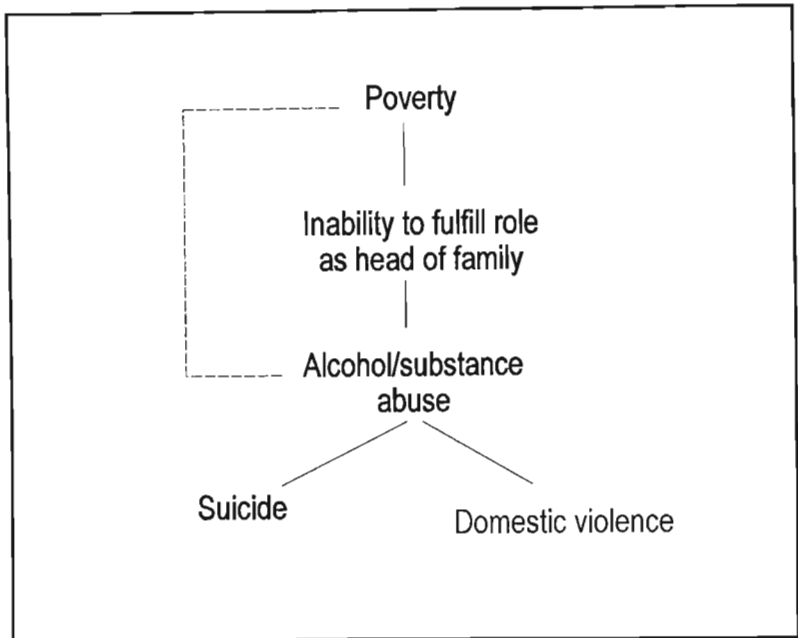 Poverty
Inability to fulfill role
as head of family
Alcohol/substance
abuse
Suicide
Domestic violence